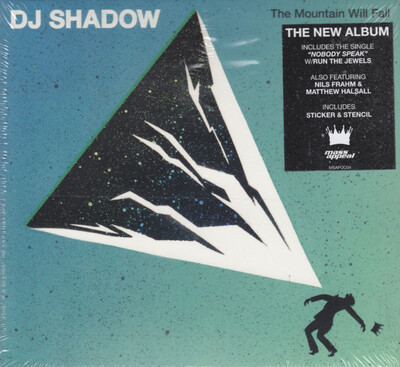 DJ SHADOW
The Mountain Will Fall
THE NEW ALBUM
INCLUDES THE SINGLE
"NOBODY SPEAK"
W/RUN THE JEWELS
+
ALSO FEATURING
NILS FRAHM &
MATTHEW HALSALL
+
INCLUDES
STICKER & STENCIL
mass
appeal